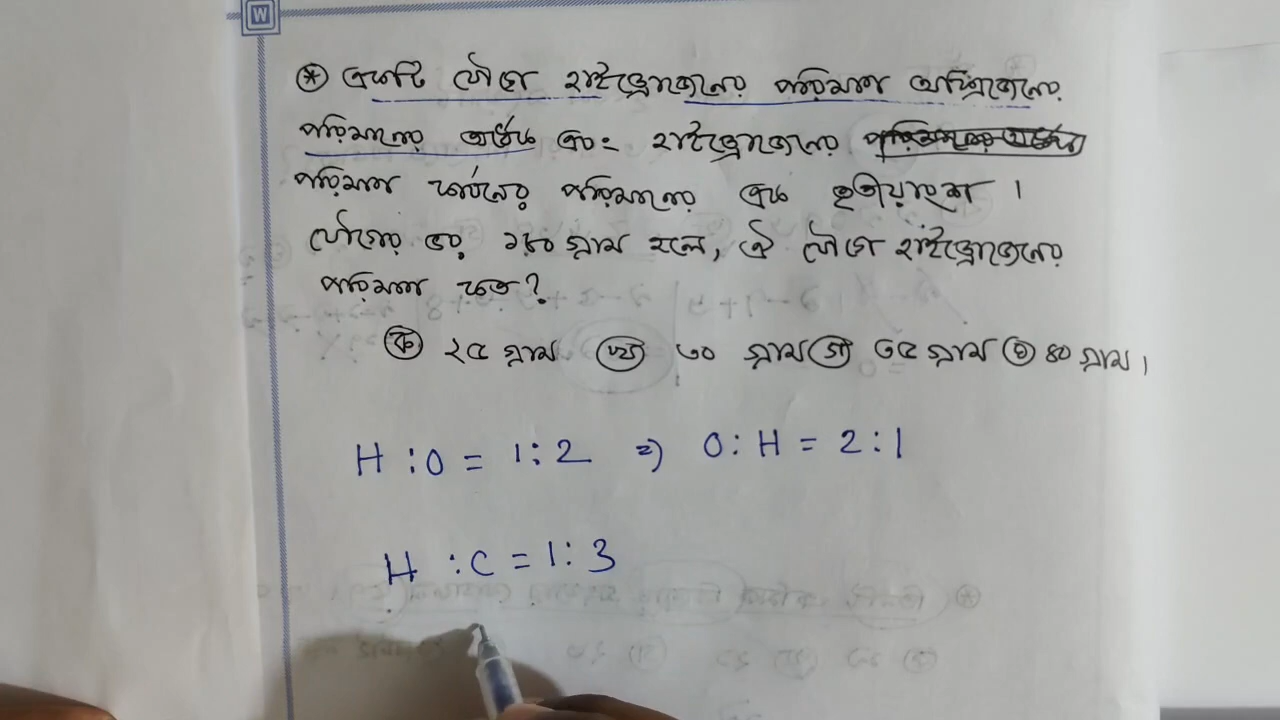 W
* একটি যৌগে হাইড্রোজেনের পরিমাণ অক্সিজেনের
পরিমানের অর্ধেক এবং হাইড্রোজেনের
পরিমাণ কার্বনের পরিমানের এক তৃতীয়াংশ ।
যৌগের ভর ১৮০ গ্রাম হলে, ঐ যৌগে হাইড্রোজেনের
পরিমাণ কত?
ক ২৫ গ্রাম খ ৩০ গ্রাম গ ৩৫ গ্রাম ঘ ৪০ গ্রাম ।
H : O = 1 : 2 ⇒ O : H = 2 : 1
H : C = 1 : 3